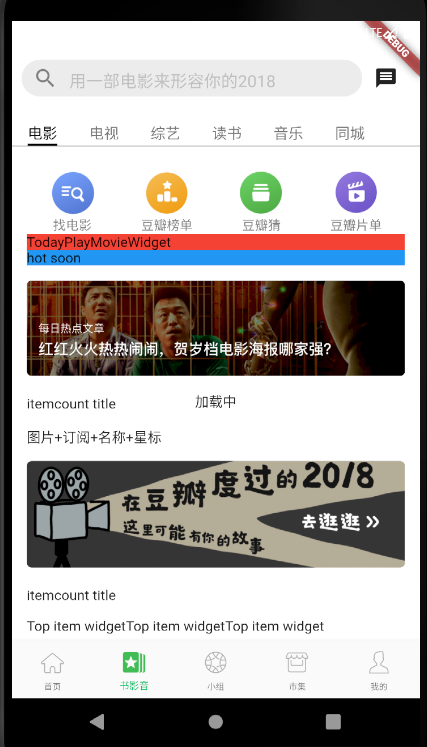 DEBUG
用一部电影来形容你的2018
电影 电视 综艺 读书 音乐 同城
找电影 豆瓣榜单 豆瓣猜 豆瓣片单
TodayPlayMovieWidget
hot soon
每日热点文章
红红火火热热闹闹，贺岁档电影海报哪家强？
itemcount title 加载中
图片+订阅+名称+星标
在豆瓣度过的2018
这里可能有你的故事
去逛逛 »
itemcount title
Top item widgetTop item widgetTop item widget
首页 书影音 小组 市集 我的